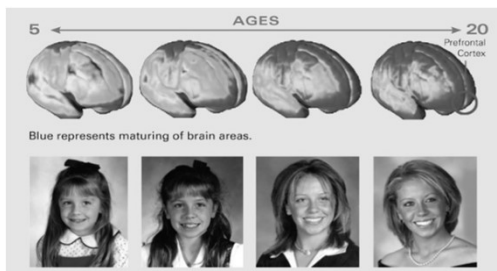 AGES
5 20
Prefrontal
Cortex
Blue represents maturing of brain areas.